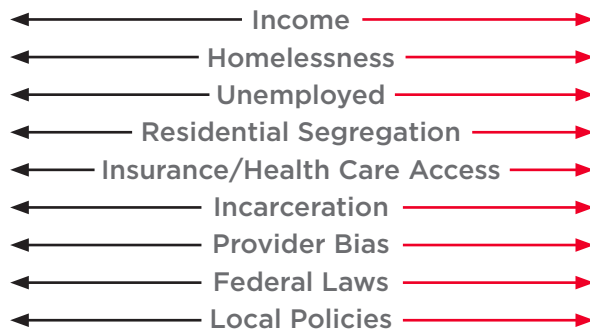 Income
Homelessness
Unemployed
Residential Segregation
Insurance/Health Care Access
Incarceration
Provider Bias
Federal Laws
Local Policies